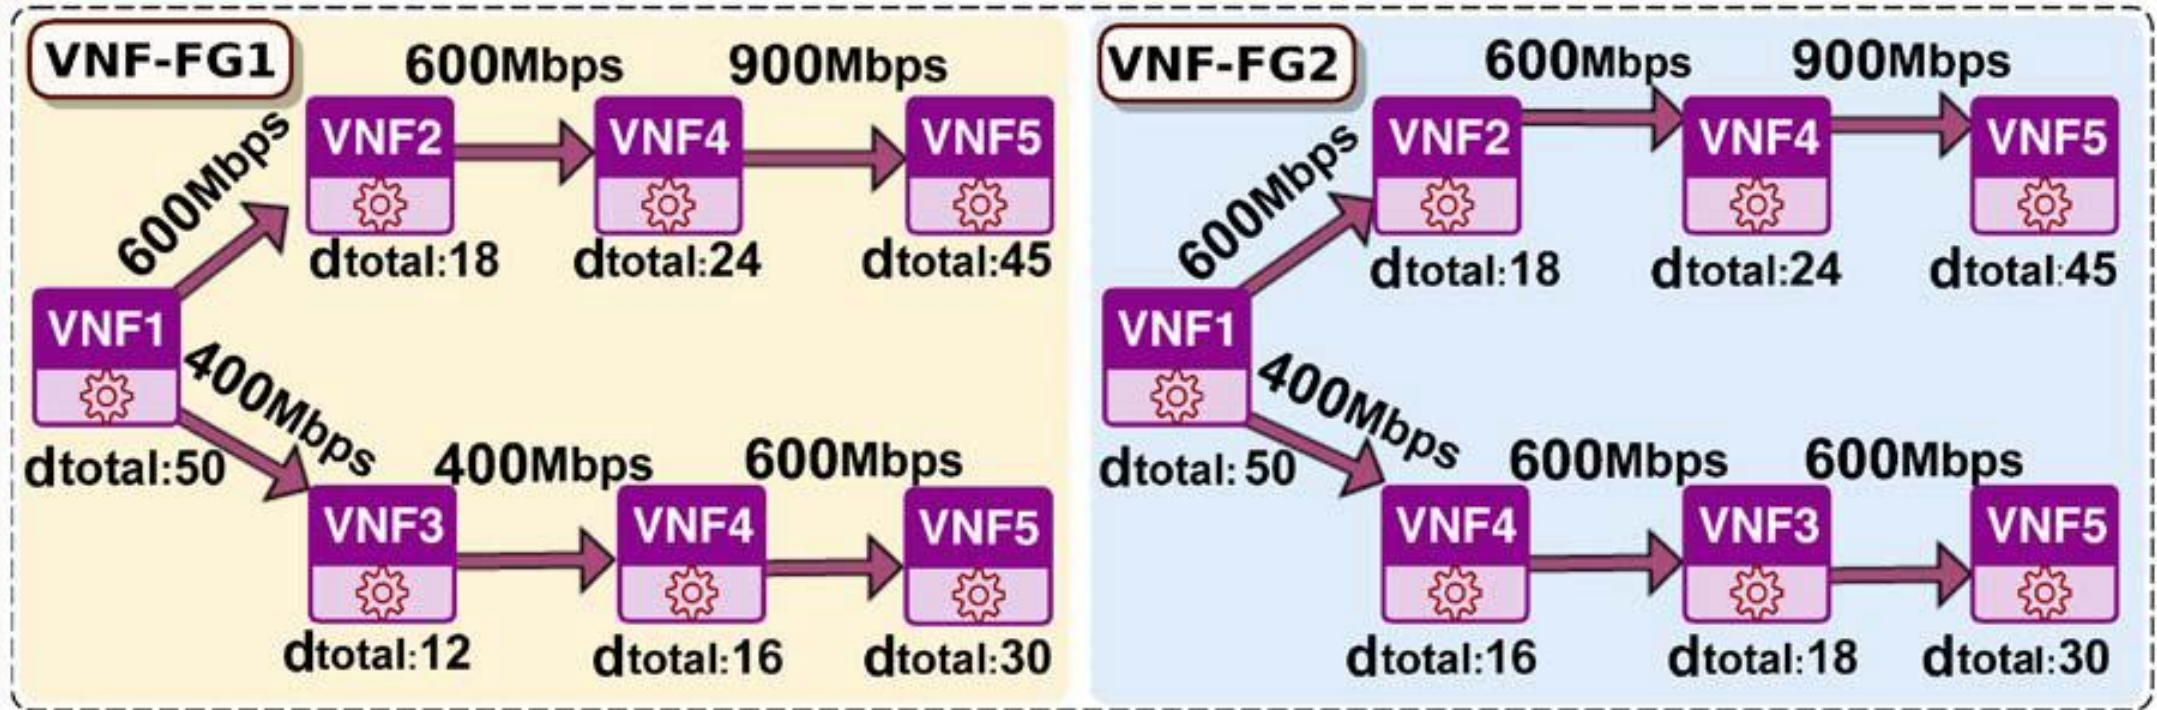 VNF-FG1
600Mbps
900Mbps
600Mbps
VNF2
VNF4
VNF5
dtotal:18
dtotal:24
dtotal:45
VNF1
dtotal:50
400Mbps
400Mbps
600Mbps
VNF3
VNF4
VNF5
dtotal:12
dtotal:16
dtotal:30
VNF-FG2
600Mbps
900Mbps
600Mbps
VNF2
VNF4
VNF5
dtotal:18
dtotal:24
dtotal:45
VNF1
dtotal: 50
400Mbps
600Mbps
600Mbps
VNF4
VNF3
VNF5
dtotal:16
dtotal:18
dtotal:30